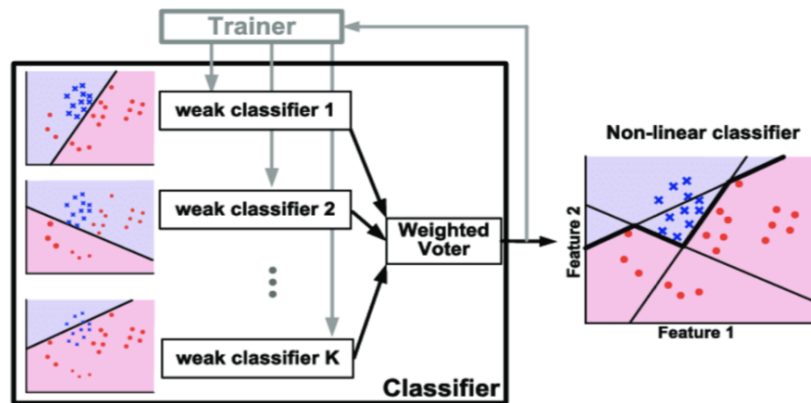 Trainer
weak classifier 1
weak classifier 2
weak classifier K
Weighted
Voter
Classifier
Non-linear classifier
Feature 2
Feature 1